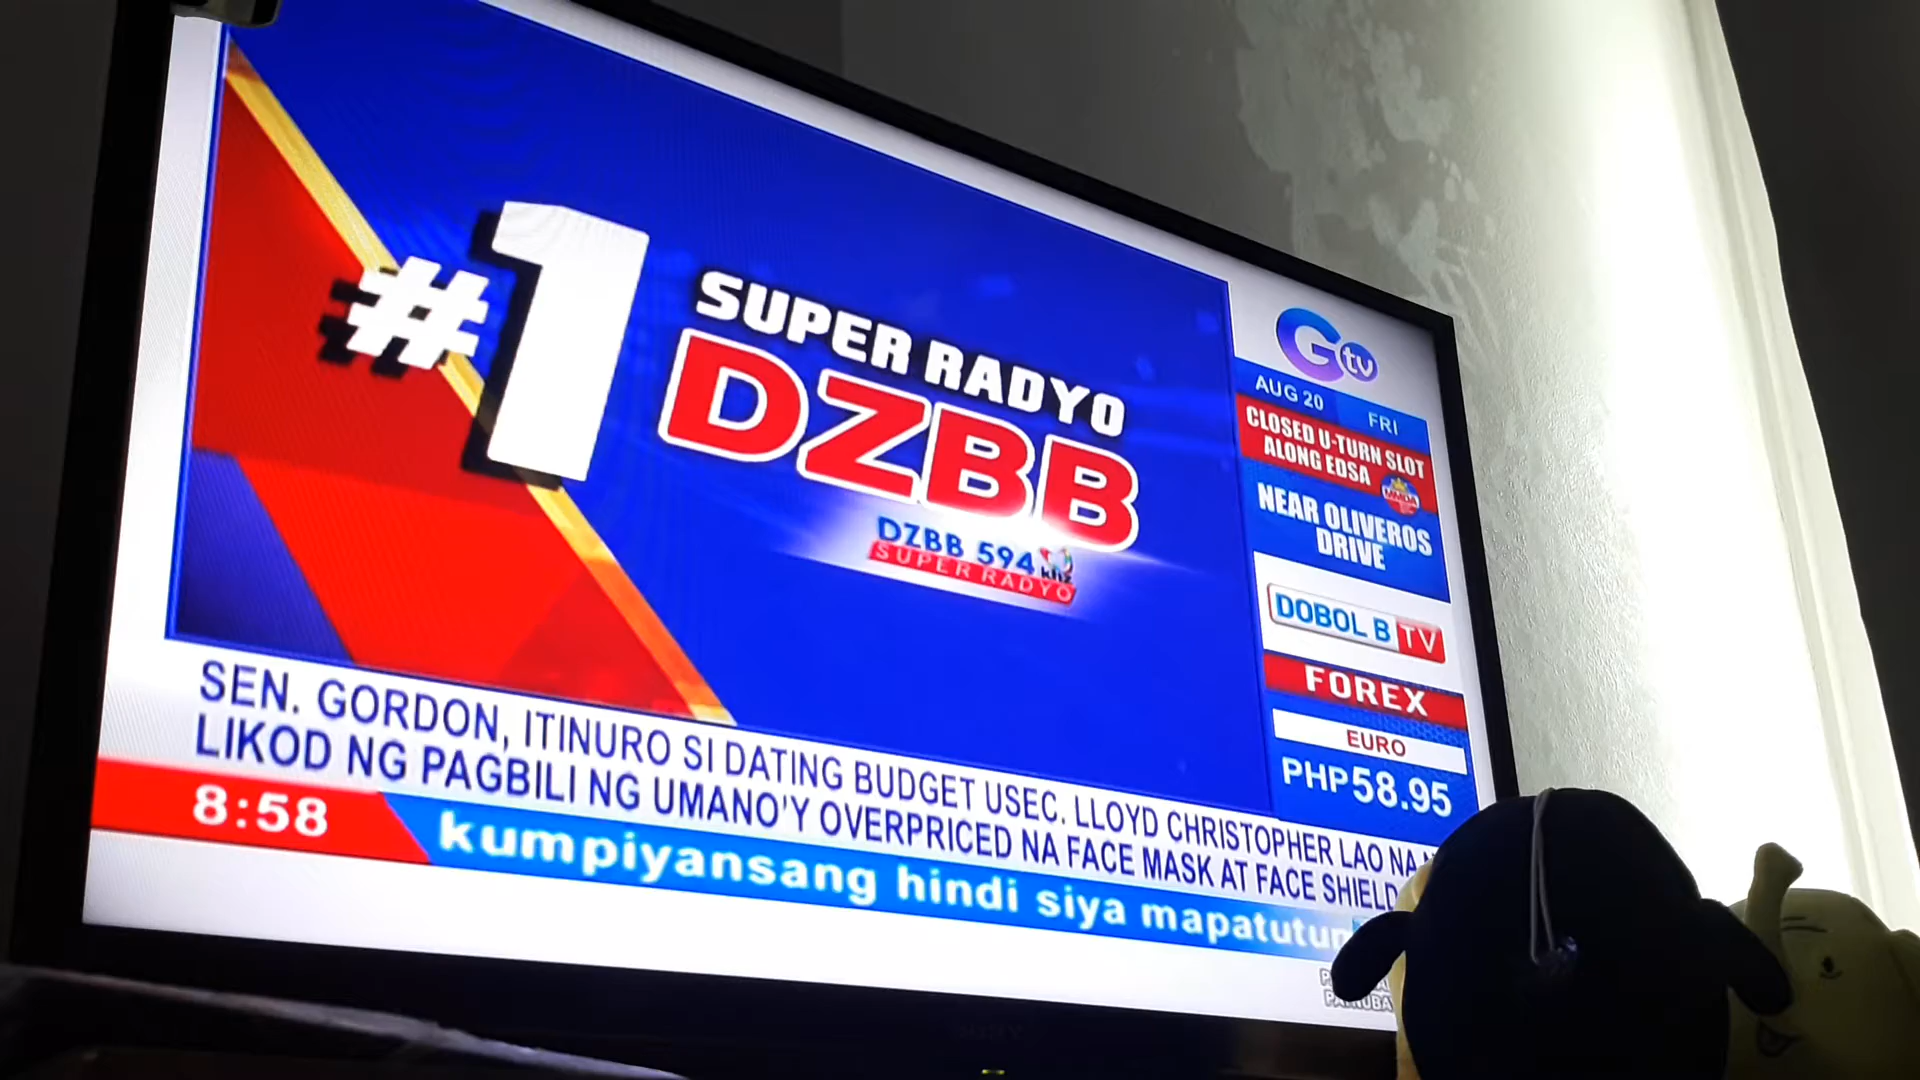 #1
SUPER RADYO
DZBB
DZBB 594 khz
SUPER RADYO
Gtv
AUG 20 FRI
CLOSED U-TURN SLOT
ALONG EDSA
MMDA
NEAR OLIVEROS
DRIVE
DOBOL B TV
FOREX
EURO
PHP58.95
SEN. GORDON, ITINURO SI DATING BUDGET USEC. LLOYD CHRISTOPHER LAO NA
LIKOD NG PAGBILI NG UMANO'Y OVERPRICED NA FACE MASK AT FACE SHIELD
8:58
kumpiyansang hindi siya mapatutun